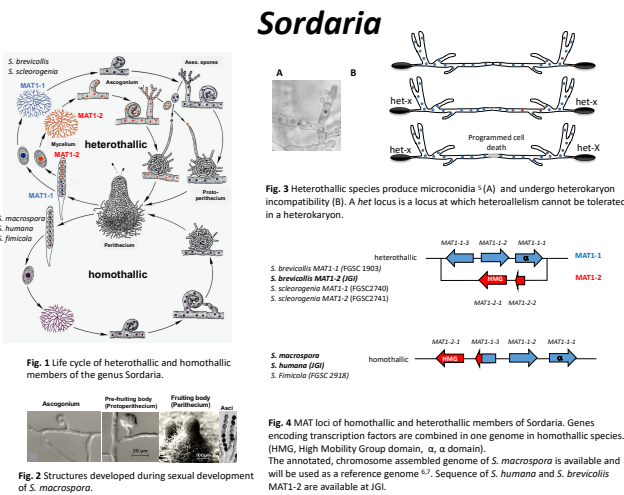 Sordaria
S. brevicollis
S. scleorogenia
MAT1-1
MAT1-2
Mycelium
MAT1-2
MAT1-1
Ascogonium
Asex. spores
heterothallic
Proto-
perithecium
Perithecium
S. macrospora
S. humana
S. fimicola
homothallic
Fig. 1 Life cycle of heterothallic and homothallic
members of the genus Sordaria.
Ascogonium
Pre-fruiting body
(Protoperithecium)
Fruiting body
(Perithecium)
Asci
20 µm
100µm
Fig. 2 Structures developed during sexual development
of S. macrospora.
A
B
het-x
het-x
Programmed cell
death
het-x
het-X
Fig. 3 Heterothallic species produce microconidia 5 (A) and undergo heterokaryon
incompatibility (B). A het locus is a locus at which heteroallelism cannot be tolerated
in a heterokaryon.
MAT1-1-3 MAT1-1-2 MAT1-1-1
heterothallic
α
MAT1-1
S. brevicollis MAT1-1 (FGSC 1903)
S. brevicollis MAT1-2 (JGI)
S. scleorogenia MAT1-1 (FGSC2740)
S. scleorogenia MAT1-2 (FGSC2741)
HMG
MAT1-2
MAT1-2-1 MAT1-2-2
MAT1-2-1 MAT1-1-3 MAT1-1-2 MAT1-1-1
S. macrospora
S. humana (JGI)
S. Fimicola (FGSC 2918)
homothallic
HMG
α
Fig. 4 MAT loci of homothallic and heterothallic members of Sordaria. Genes
encoding transcription factors are combined in one genome in homothallic species.
(HMG, High Mobility Group domain, α, α domain).
The annotated, chromosome assembled genome of S. macrospora is available and
will be used as a reference genome 6,7. Sequence of S. humana and S. brevicoliis
MAT1-2 are available at JGI.